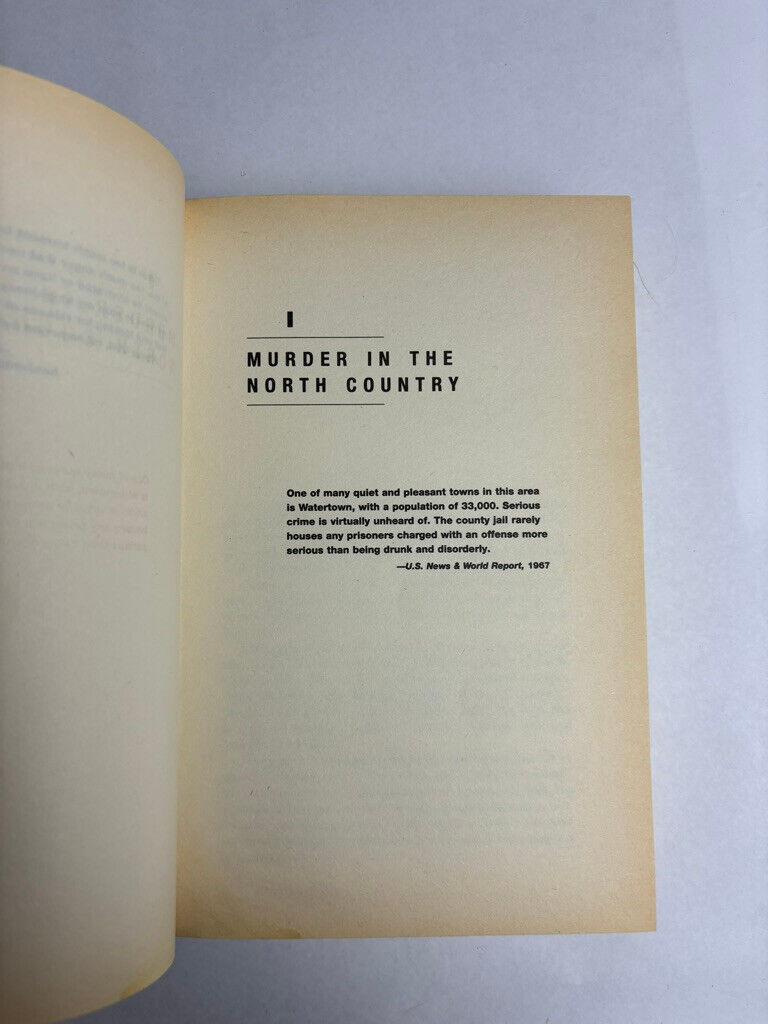 I
MURDER IN THE
NORTH COUNTRY
One of many quiet and pleasant towns in this area
is Watertown, with a population of 33,000. Serious
crime is virtually unheard of. The county jail rarely
houses any prisoners charged with an offense more
serious than being drunk and disorderly.
—U.S. News & World Report, 1967